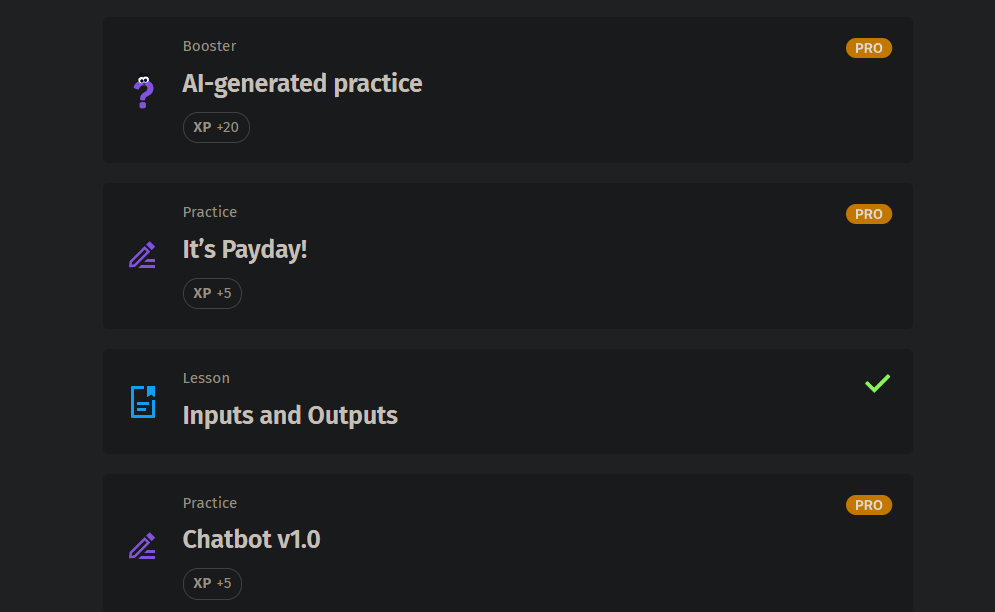 Booster
PRO
AI-generated practice
XP +20
Practice
PRO
It’s Payday!
XP +5
Lesson
Inputs and Outputs
Practice
PRO
Chatbot v1.0
XP +5